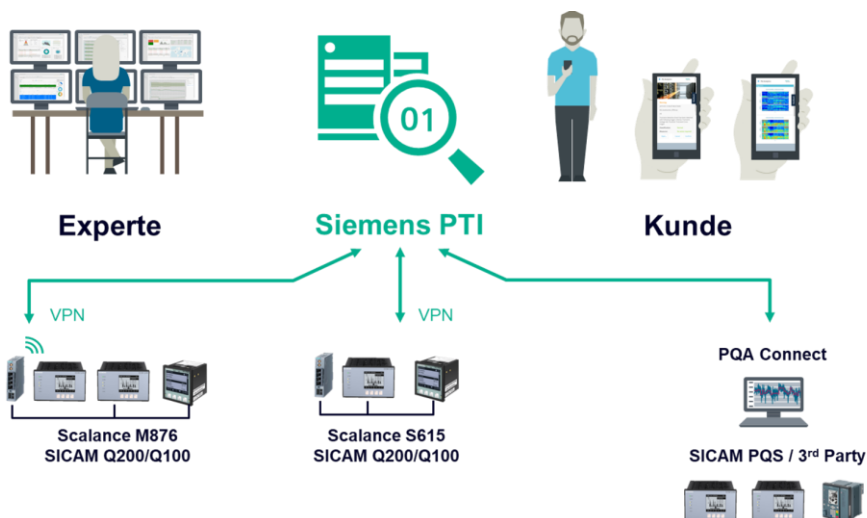 01
Experte
Siemens PTI
Kunde
VPN
VPN
PQA Connect
Scalance M876
SICAM Q200/Q100
Scalance S615
SICAM Q200/Q100
SICAM PQS / 3rd Party